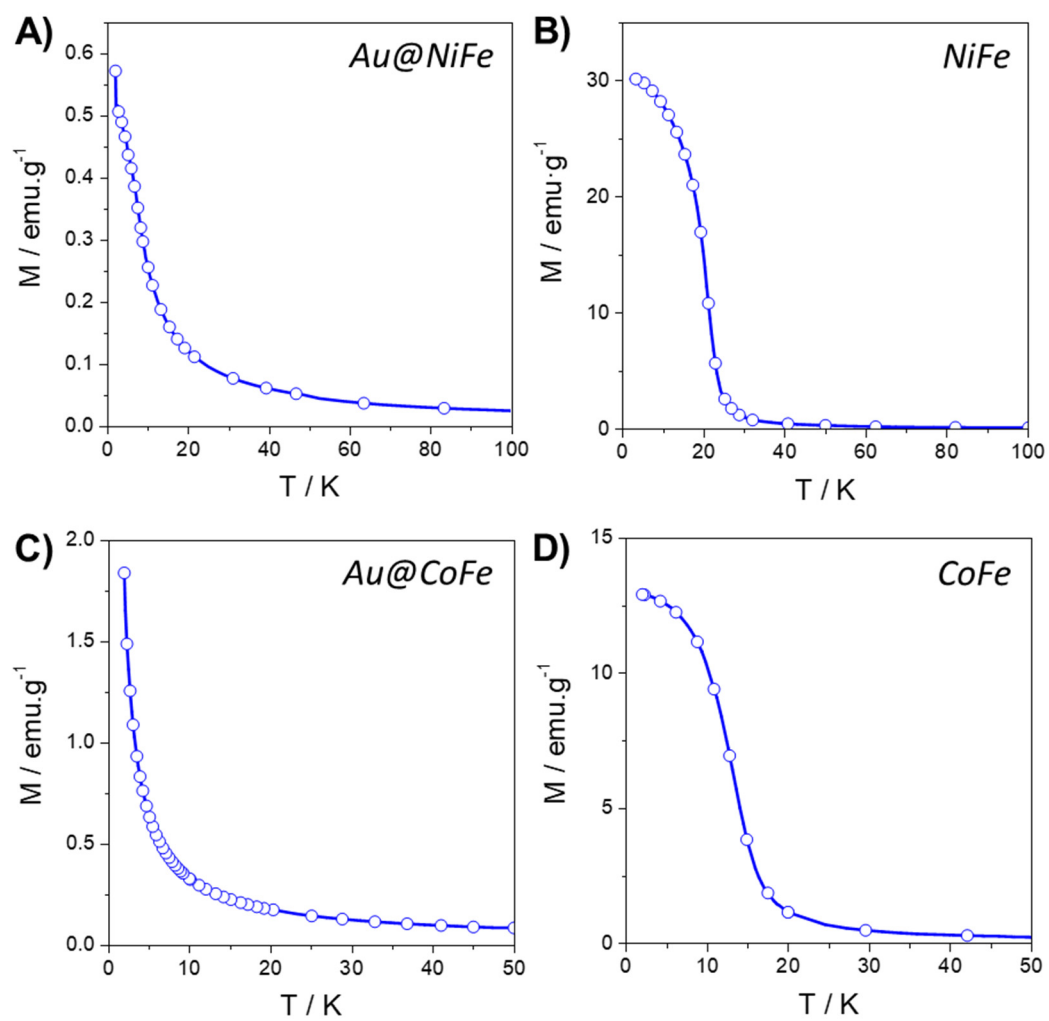 A)
Au@NiFe
0.6
0.5
0.4
0.3
0.2
0.1
0.0
M / emu.g⁻¹
0 20 40 60 80 100
T / K
B)
NiFe
30
20
10
0
M / emu·g⁻¹
0 20 40 60 80 100
T / K
C)
Au@CoFe
2.0
1.5
1.0
0.5
0.0
M / emu.g⁻¹
0 10 20 30 40 50
T / K
D)
CoFe
15
10
5
0
M / emu.g⁻¹
0 10 20 30 40 50
T / K